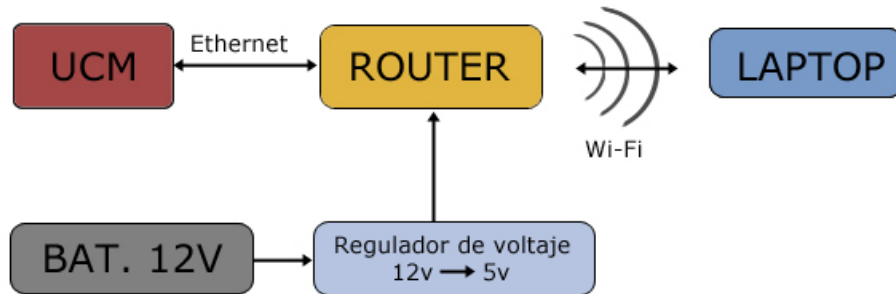 UCM
Ethernet
ROUTER
Wi-Fi
LAPTOP
BAT. 12V
Regulador de voltaje
12v → 5v